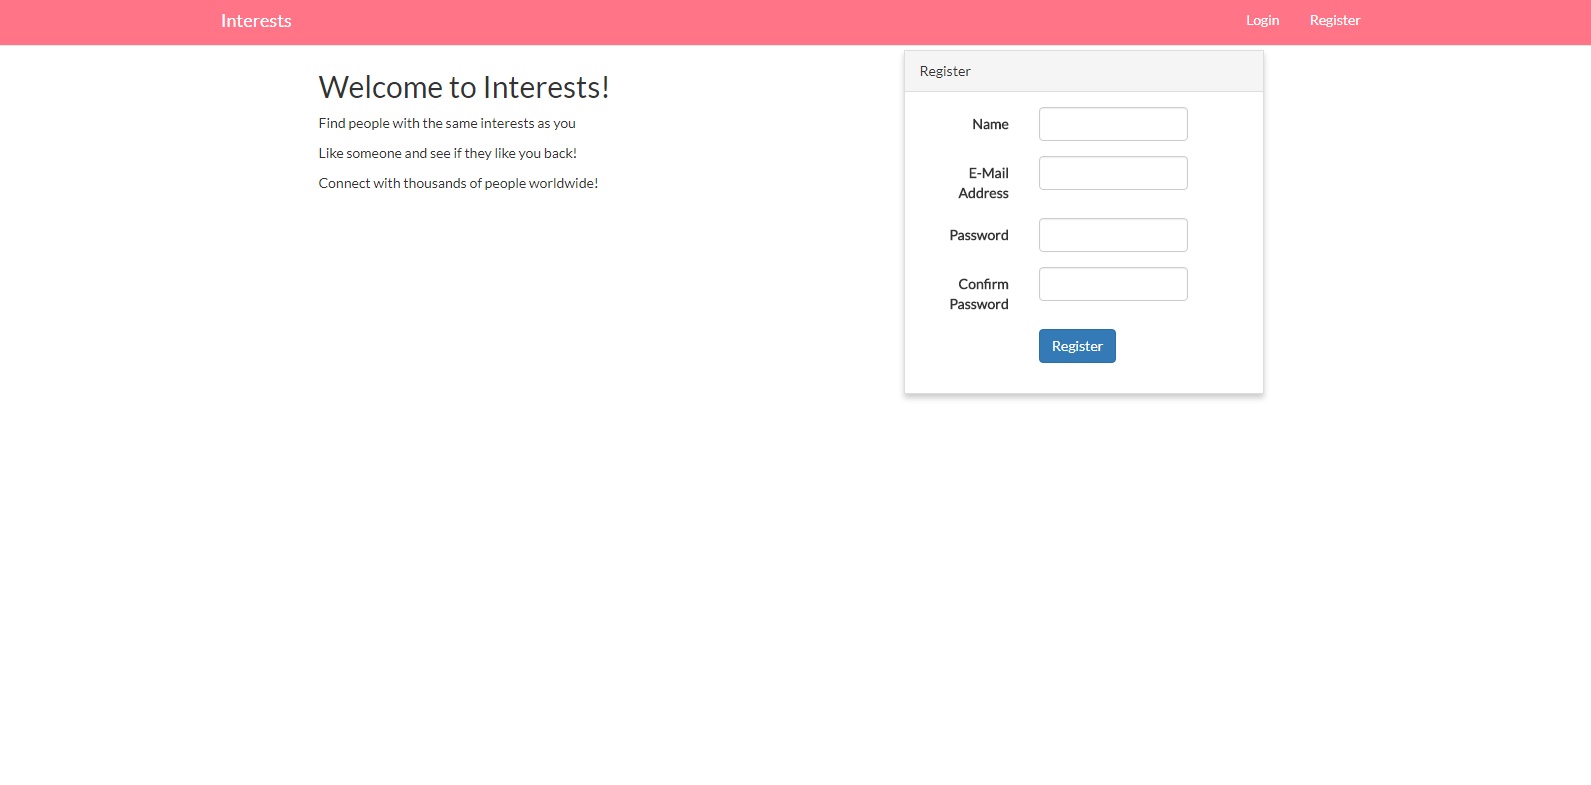 Interests
Login
Register
Welcome to Interests!
Find people with the same interests as you
Like someone and see if they like you back!
Connect with thousands of people worldwide!
Register
Name
E-Mail
Address
Password
Confirm
Password
Register